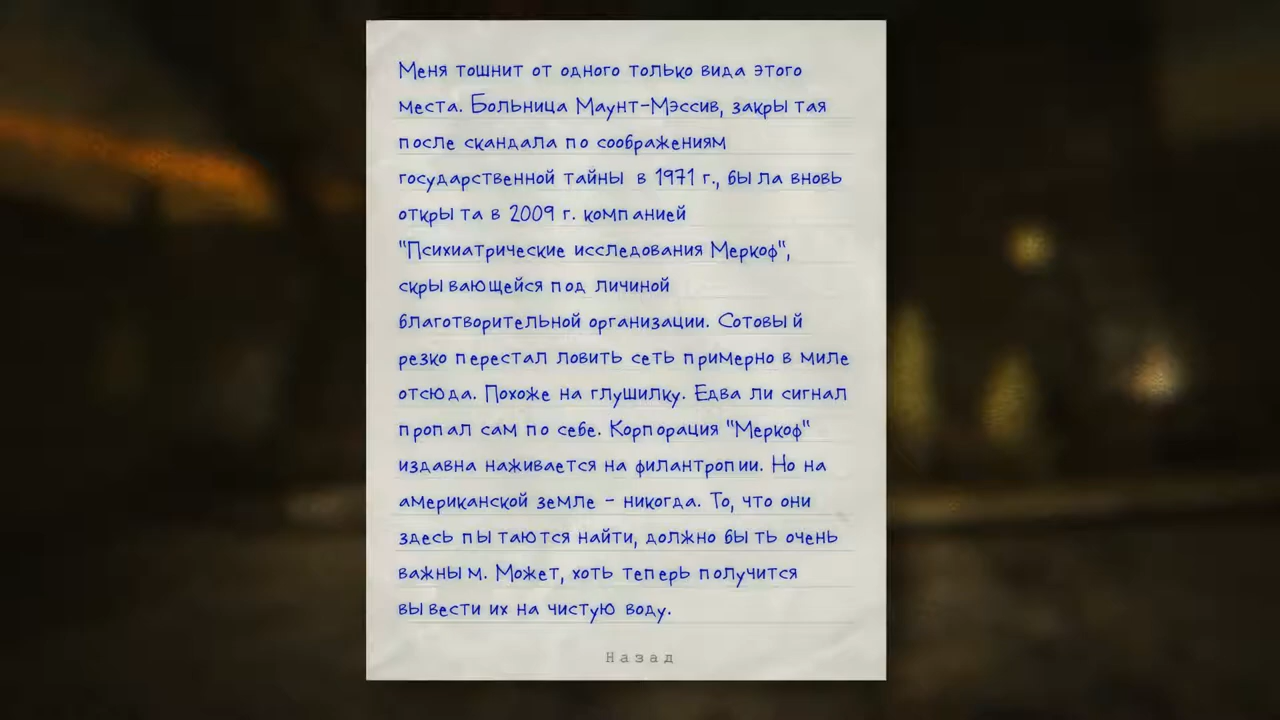 Меня тошнит от одного только вида этого
места. Больница Маунт-Мэссив, закрытая
после скандала по соображениям
государственной тайны в 1971 г., была вновь
открыта в 2009 г. компанией
"Психиатрические исследования Меркоф",
скрывающейся под личиной
благотворительной организации. Сотовый
резко перестал ловить сеть примерно в миле
отсюда. Похоже на глушилку. Едва ли сигнал
пропал сам по себе. Корпорация "Меркоф"
издавна наживается на филантропии. Но на
американской земле - никогда. То, что они
здесь пытаются найти, должно быть очень
важным. Может, хоть теперь получится
вывести их на чистую воду.
Назад